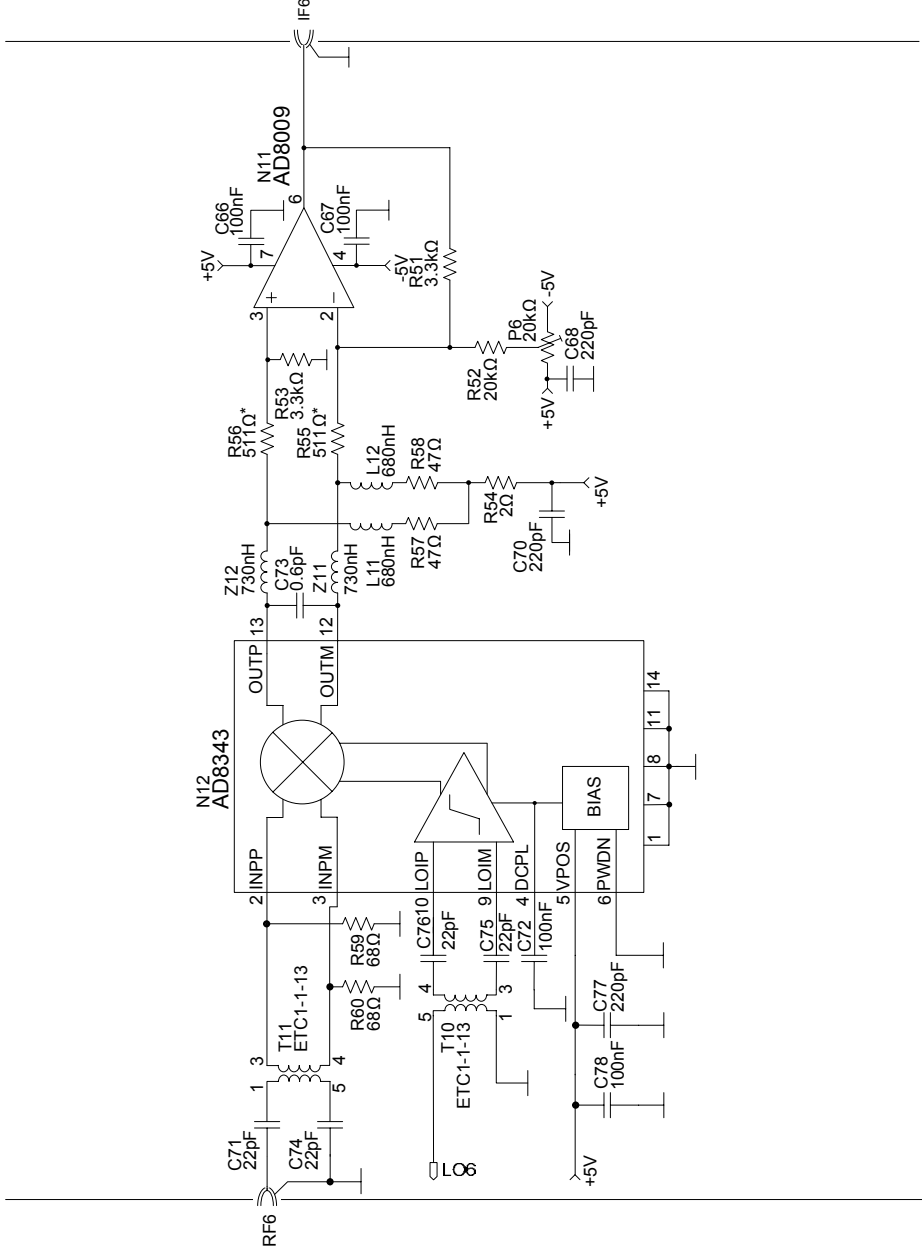 IF6
N11
AD8009
C66
100nF
+5V
7
6
C67
100nF
4
-5V
3
+
2
−
R51
3.3kΩ
R53
3.3kΩ
R56
511Ω*
R55
511Ω*
R52
20kΩ
P6
20kΩ
-5V
+5V
C68
220pF
L12
680nH
R58
47Ω
R54
2Ω
+5V
C70
220pF
L11
680nH
R57
47Ω
Z12
730nH
C73
0.6pF
Z11
730nH
13
12
OUTP
OUTM
N12
AD8343
14
11
8
7
1
BIAS
2
INPP
3
INPM
10
LOIP
9
LOIM
4
DCPL
5
VPOS
6
PWDN
C76
22pF
C75
22pF
C72
100nF
R59
68Ω
R60
68Ω
T11
ETC1-1-13
3
4
1
5
T10
ETC1-1-13
4
3
5
1
C77
220pF
C78
100nF
C71
22pF
C74
22pF
LO6
+5V
RF6